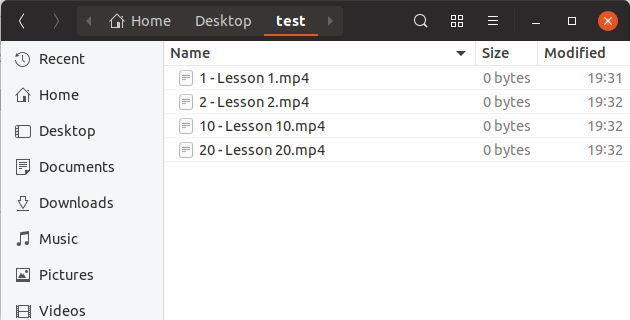 Home Desktop test
Name Size Modified
Recent
1 - Lesson 1.mp4 0 bytes 19:31
Home
2 - Lesson 2.mp4 0 bytes 19:32
Desktop
10 - Lesson 10.mp4 0 bytes 19:32
20 - Lesson 20.mp4 0 bytes 19:32
Documents
Downloads
Music
Pictures
Videos